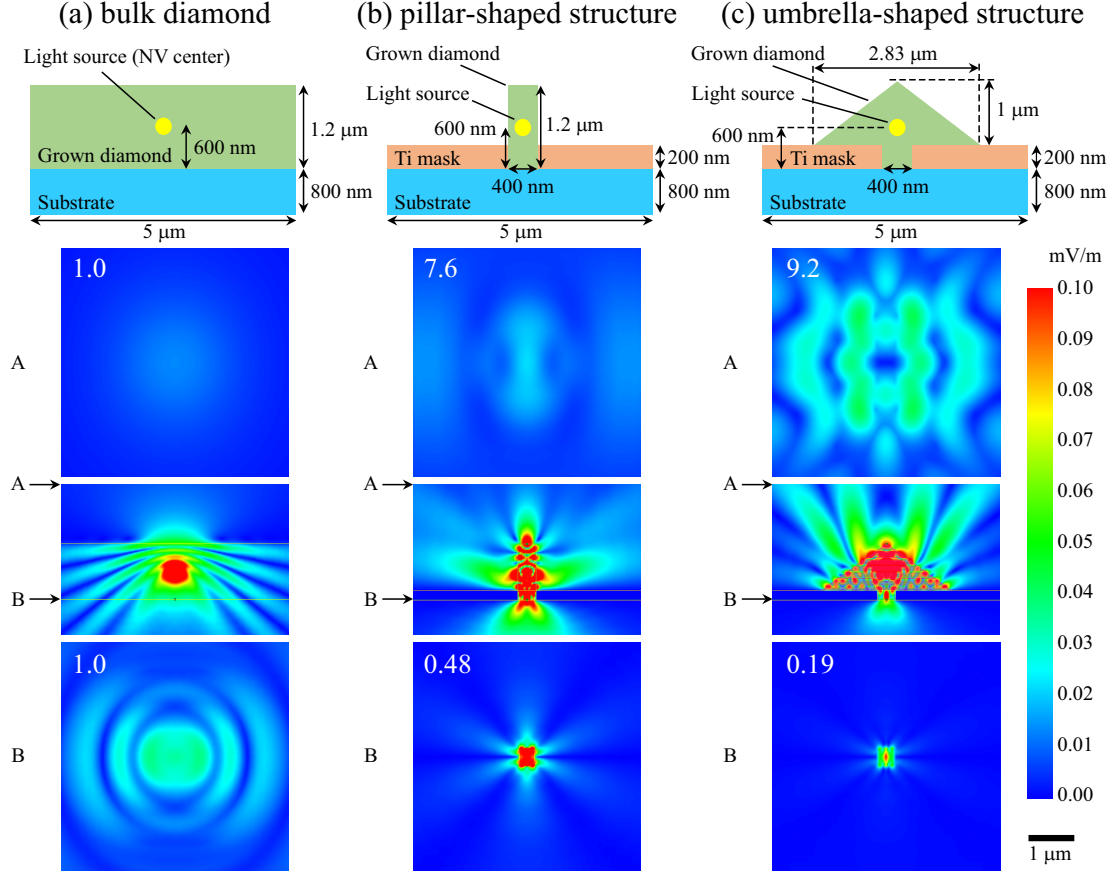 (a) bulk diamond
Light source (NV center)
600 nm
Grown diamond
1.2 μm
Substrate
800 nm
5 μm
(b) pillar-shaped structure
Grown diamond
Light source
600 nm
1.2 μm
Ti mask
200 nm
400 nm
800 nm
Substrate
5 μm
(c) umbrella-shaped structure
2.83 μm
Grown diamond
Light source
1 μm
600 nm
Ti mask
200 nm
400 nm
800 nm
Substrate
5 μm
A
1.0
A
7.6
A
9.2
mV/m
0.10
0.09
0.08
0.07
0.06
0.05
0.04
0.03
0.02
0.01
0.00
A
B
A
B
A
B
B
1.0
B
0.48
B
0.19
1 μm